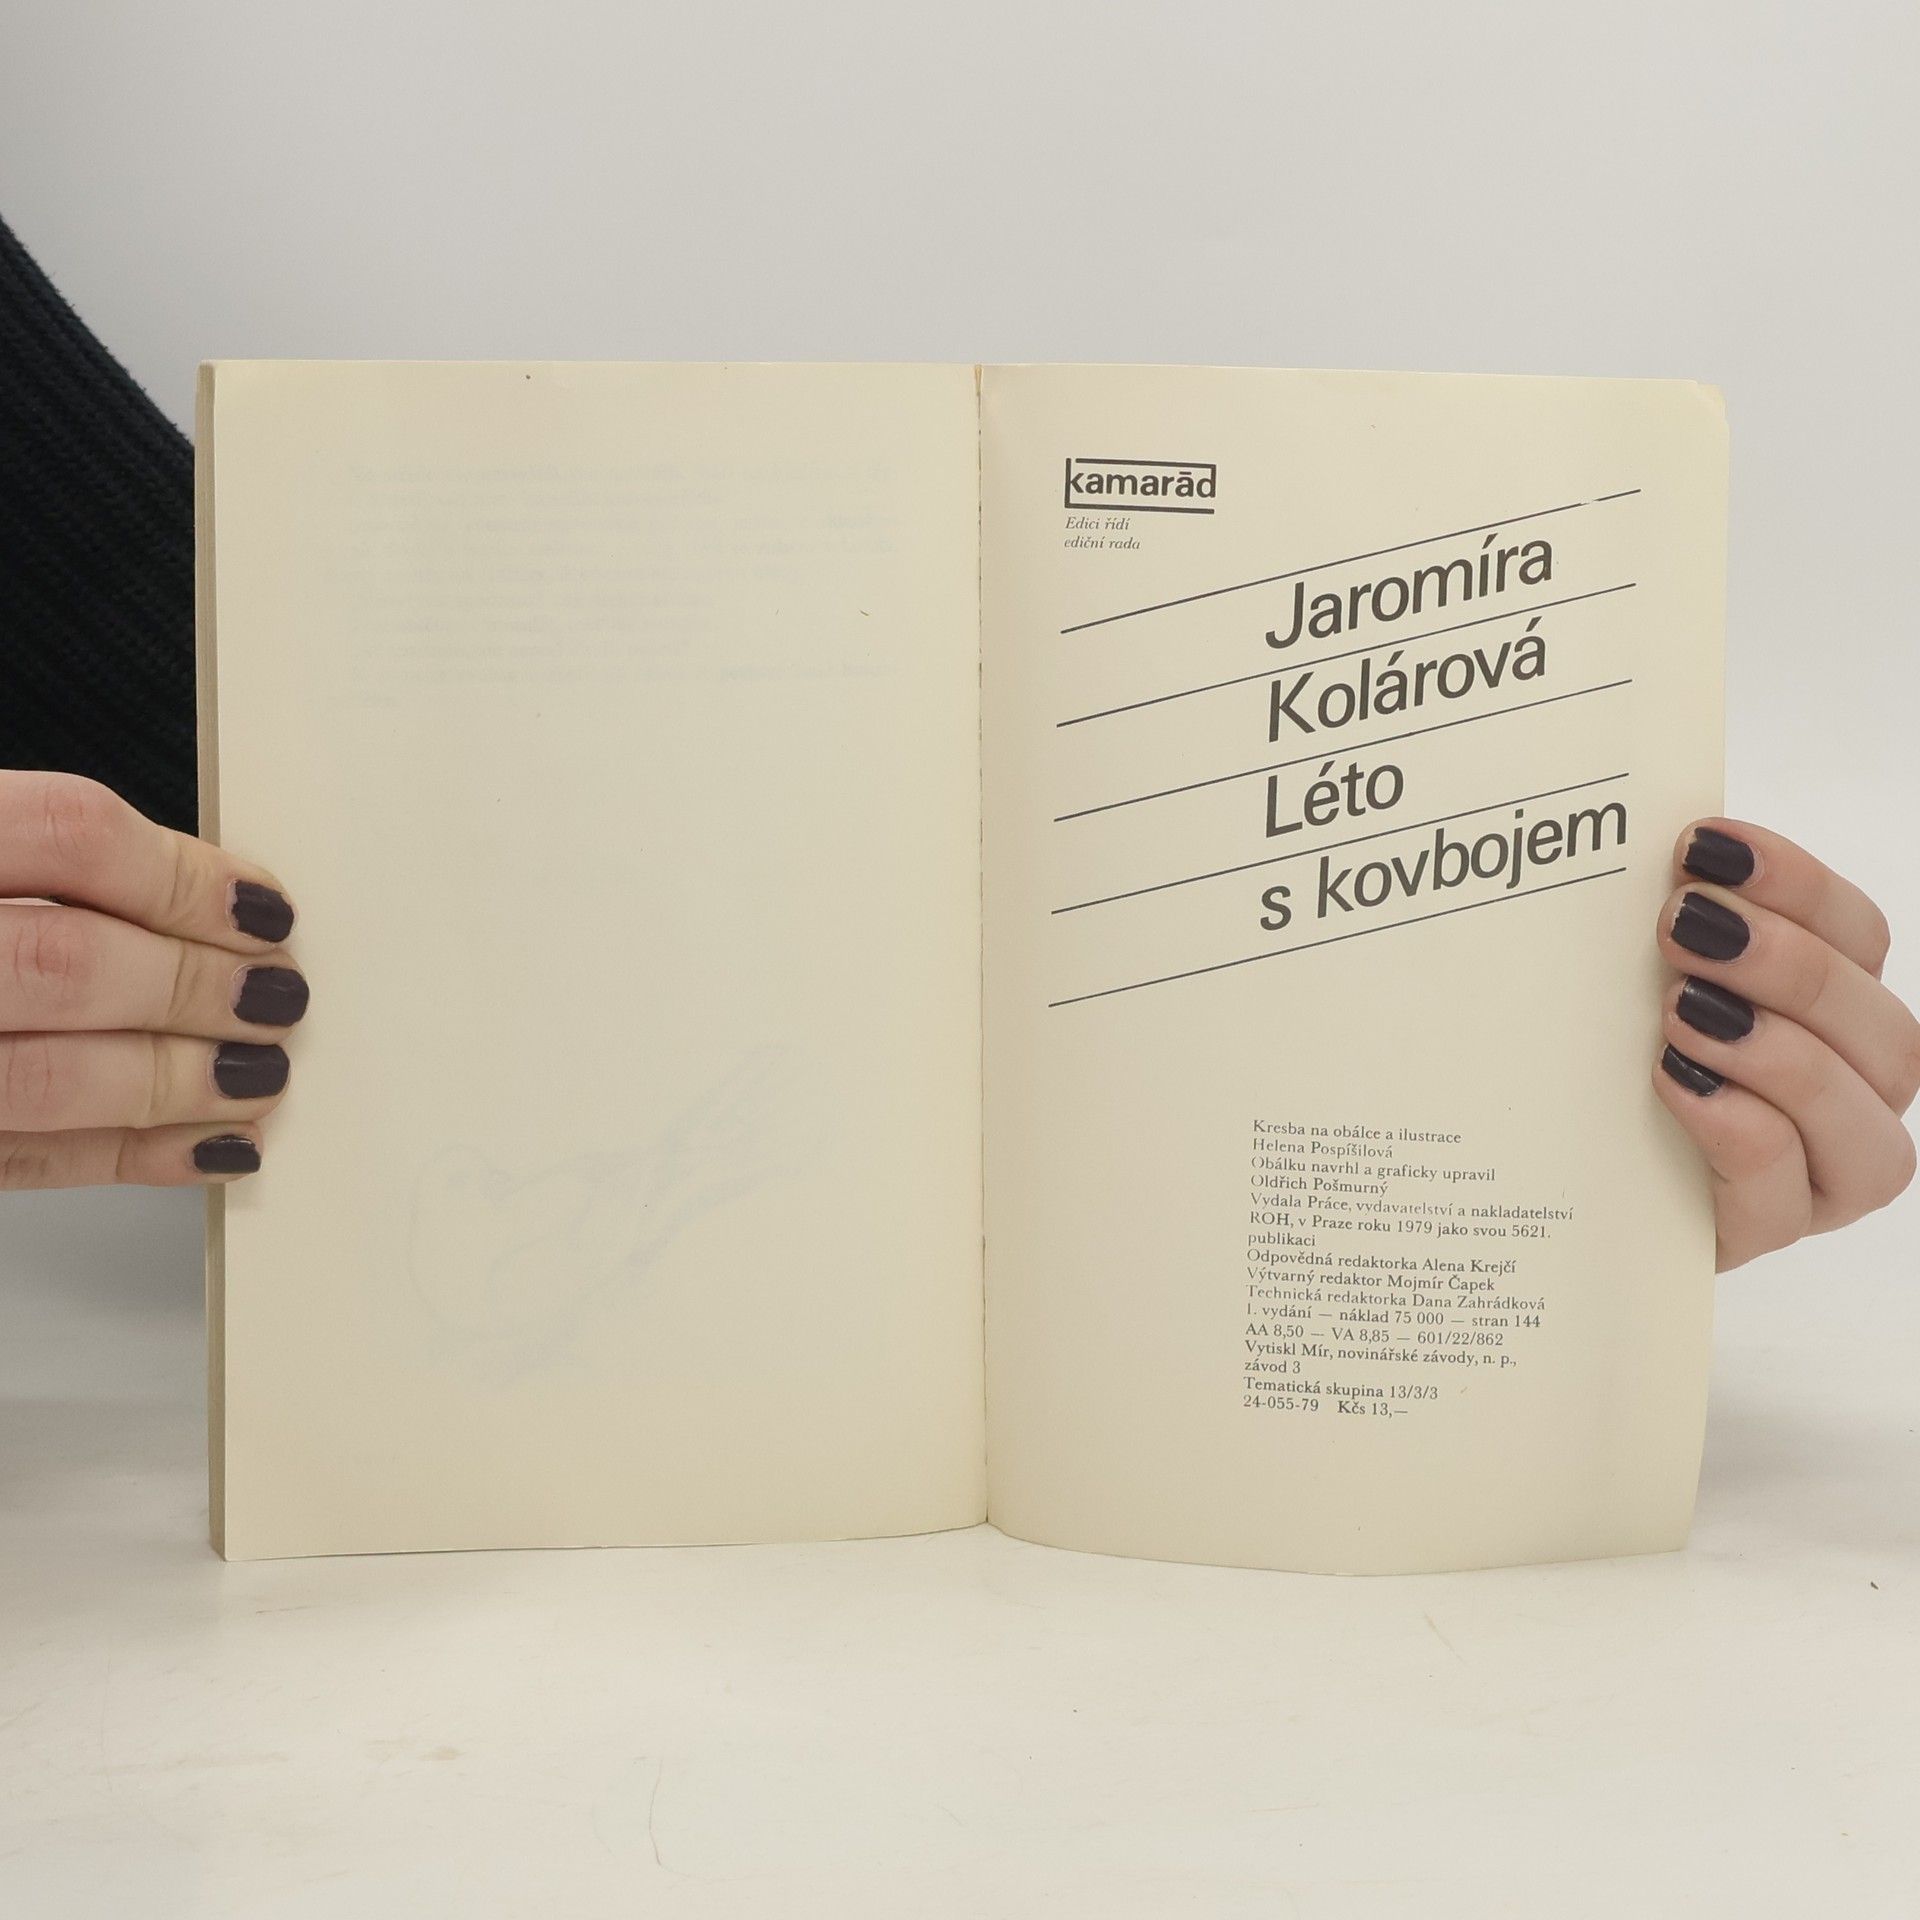 kamarād
Edici řídí
ediční rada
Jaromíra
Kolárová
Léto
s kovbojem
Kresba na obálce a ilustrace
Helena Pospíšilová
Obálku navrhl a graficky upravil
Oldřich Pošmurný
Vydala Práce, vydavatelství a nakladatelství
ROH, v Praze roku 1979 jako svou 5621.
publikaci
Odpovědná redaktorka Alena Krejčí
Výtvarný redaktor Mojmír Čapek
Technická redaktorka Dana Zahrádková
1. vydání — náklad 75 000 — stran 144
AA 8,50 — VA 8,85 — 601/22/862
Vytiskl Mír, novinářské závody, n. p.,
závod 3
Tematická skupina 13/3/3
24-055-79 Kčs 13,—